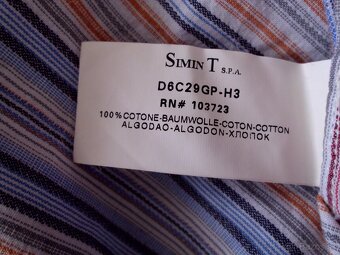 SIMIN T S.P.A.
D6C29GP-H3
RN# 103723
100% COTONE-BAUMWOLLE-COTON-COTTON
ALGODAO-ALGODON-ХЛОПОК